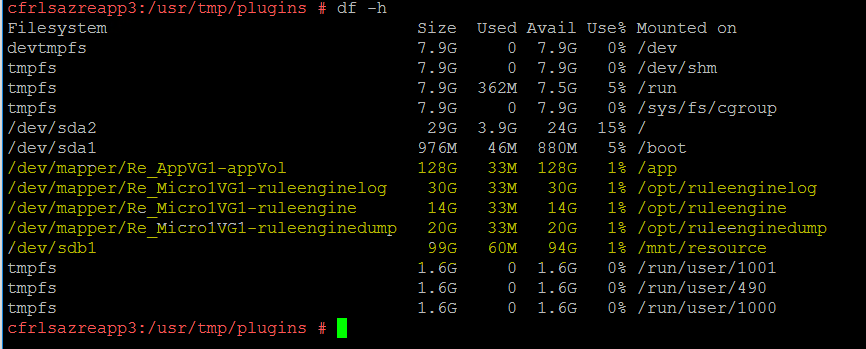 cfrlsazreapp3:/usr/tmp/plugins # df -h
Filesystem Size Used Avail Use% Mounted on
devtmpfs 7.9G 0 7.9G 0% /dev
tmpfs 7.9G 0 7.9G 0% /dev/shm
tmpfs 7.9G 362M 7.5G 5% /run
tmpfs 7.9G 0 7.9G 0% /sys/fs/cgroup
/dev/sda2 29G 3.9G 24G 15% /
/dev/sda1 976M 46M 880M 5% /boot
/dev/mapper/Re_AppVG1-appVol 128G 33M 128G 1% /app
/dev/mapper/Re_Micro1VG1-ruleenginelog 30G 33M 30G 1% /opt/ruleenginelog
/dev/mapper/Re_Micro1VG1-ruleengine 14G 33M 14G 1% /opt/ruleengine
/dev/mapper/Re_Micro1VG1-ruleenginedump 20G 33M 20G 1% /opt/ruleenginedump
/dev/sdb1 99G 60M 94G 1% /mnt/resource
tmpfs 1.6G 0 1.6G 0% /run/user/1001
tmpfs 1.6G 0 1.6G 0% /run/user/490
tmpfs 1.6G 0 1.6G 0% /run/user/1000
cfrlsazreapp3:/usr/tmp/plugins #